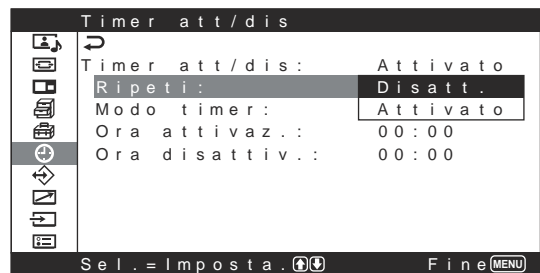 Timer att/dis
Timer att/dis: Attivato
Ripeti: Disatt.
Modo timer: Attivato
Ora attivaz.: 00:00
Ora disattiv.: 00:00
Sel.=Imposta. Fine MENU